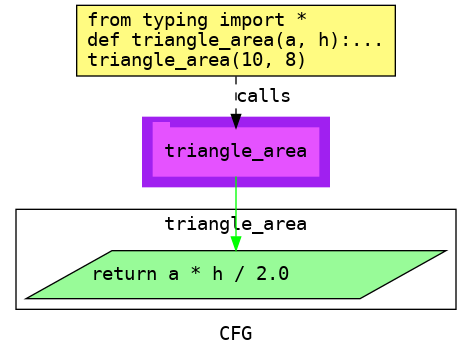 from typing import *
def triangle_area(a, h):...
triangle_area(10, 8)
calls
triangle_area
triangle_area
return a * h / 2.0
CFG